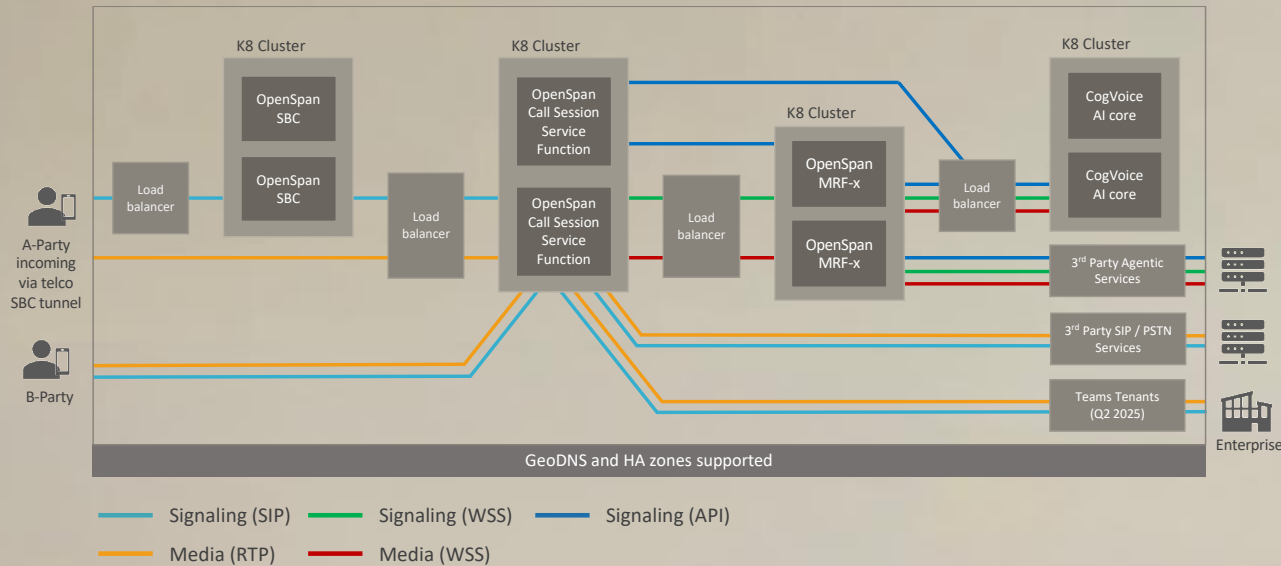 K8 Cluster
OpenSpan
SBC
OpenSpan
SBC
Load
balancer
A-Party
incoming
via telco
SBC tunnel
B-Party
Load
balancer
K8 Cluster
OpenSpan
Call Session
Service
Function
OpenSpan
Call Session
Service
Function
Load
balancer
K8 Cluster
OpenSpan
MRF-x
OpenSpan
MRF-x
Load
balancer
K8 Cluster
CogVoice
AI core
CogVoice
AI core
3rd Party Agentic
Services
3rd Party SIP / PSTN
Services
Teams Tenants
(Q2 2025)
Enterprise
GeoDNS and HA zones supported
Signaling (SIP)
Signaling (WSS)
Signaling (API)
Media (RTP)
Media (WSS)